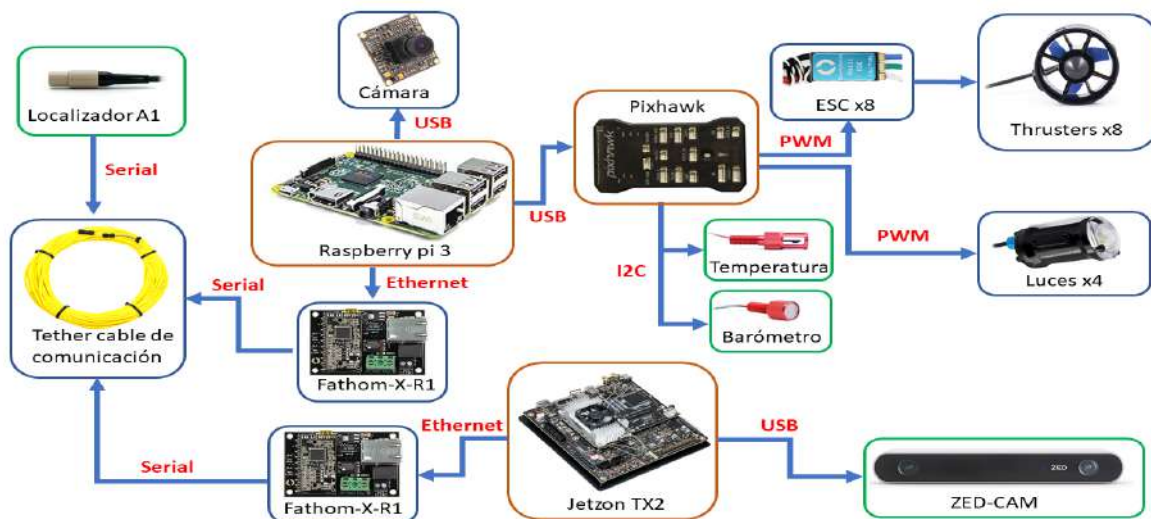 Localizador A1
Serial
Tether cable de
comunicación
Cámara
USB
Raspberry pi 3
USB
Ethernet
Serial
Fathom-X-R1
Pixhawk
pixhawk
PWM
ESC x8
Thrusters x8
PWM
Luces x4
I2C
Temperatura
Barómetro
Serial
Fathom-X-R1
Ethernet
Jetzon TX2
USB
ZED
ZED-CAM